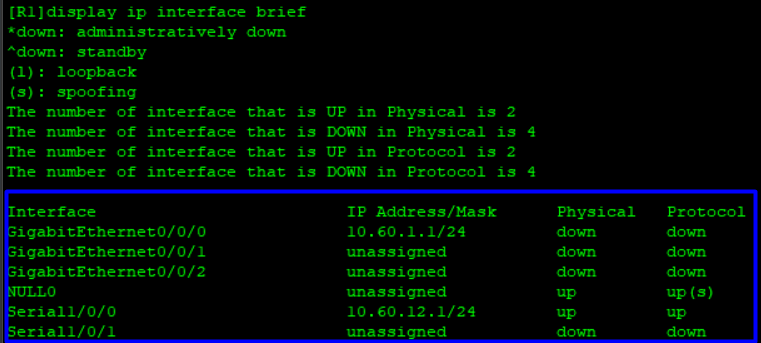 [R1]display ip interface brief
*down: administratively down
^down: standby
(l): loopback
(s): spoofing
The number of interface that is UP in Physical is 2
The number of interface that is DOWN in Physical is 4
The number of interface that is UP in Protocol is 2
The number of interface that is DOWN in Protocol is 4
Interface IP Address/Mask Physical Protocol
GigabitEthernet0/0/0 10.60.1.1/24 down down
GigabitEthernet0/0/1 unassigned down down
GigabitEthernet0/0/2 unassigned down down
NULL0 unassigned up up(s)
Serial1/0/0 10.60.12.1/24 up up
Serial1/0/1 unassigned down down